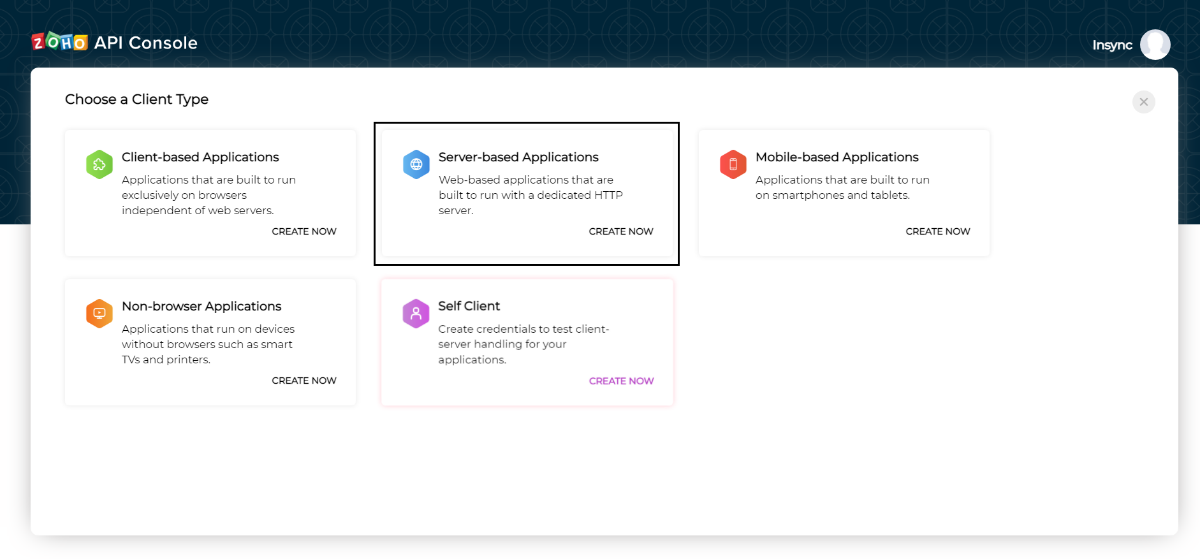 ZOHO API Console
Insync
Choose a Client Type
Client-based Applications
Applications that are built to run
exclusively on browsers
independent of web servers.
CREATE NOW
Server-based Applications
Web-based applications that are
built to run with a dedicated HTTP
server.
CREATE NOW
Mobile-based Applications
Applications that are built to run
on smartphones and tablets.
CREATE NOW
Non-browser Applications
Applications that run on devices
without browsers such as smart
TVs and printers.
CREATE NOW
Self Client
Create credentials to test client-
server handling for your
applications.
CREATE NOW